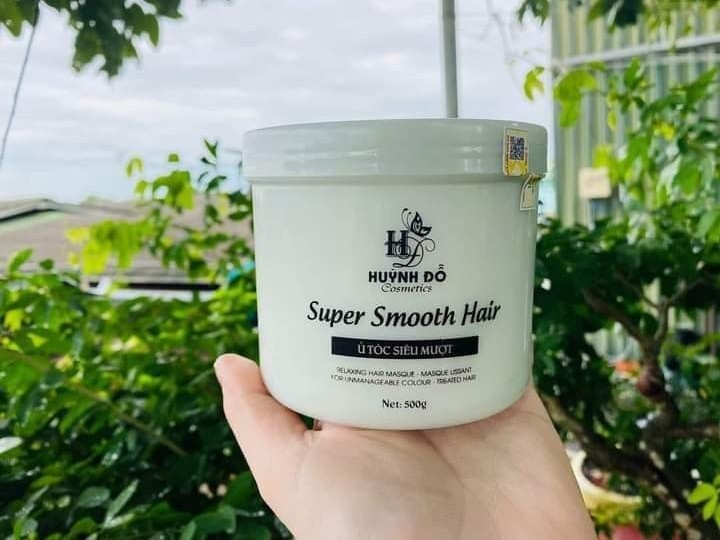 HD
HUỲNH ĐỖ
Cosmetics
Super Smooth Hair
Ủ TÓC SIÊU MƯỢT
RELAXING HAIR MASQUE - MASQUE LISSANT
FOR UNMANAGEABLE COLOUR - TREATED HAIR
Net: 500g